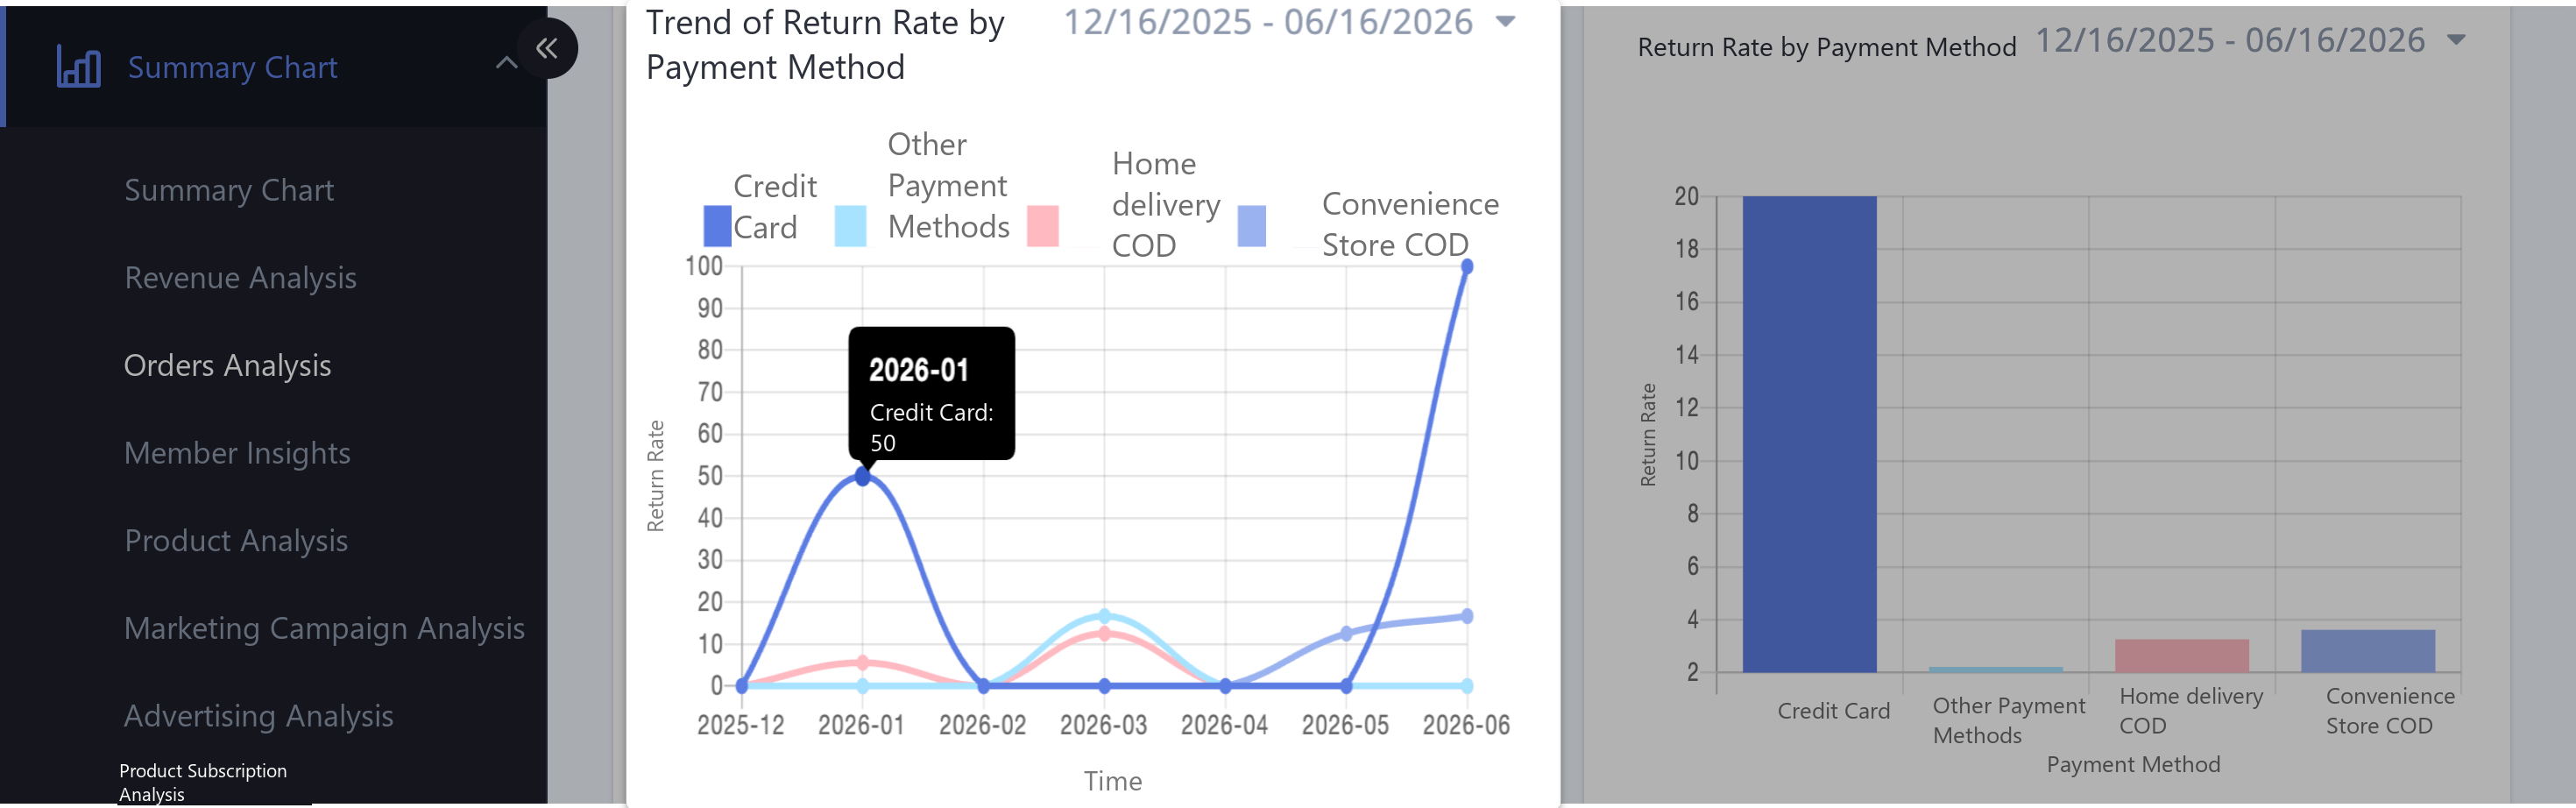 Summary Chart
Summary Chart
Revenue Analysis
Orders Analysis
Member Insights
Product Analysis
Marketing Campaign Analysis
Advertising Analysis
Product Subscription
Analysis
Trend of Return Rate by
Payment Method
12/16/2025 - 06/16/2026
Credit
Card
Other
Payment
Methods
Home
delivery
COD
Convenience
Store COD
100
90
80
70
60
50
40
30
20
10
0
Return Rate
2026-01
Credit Card:
50
2025-12 2026-01 2026-02 2026-03 2026-04 2026-05 2026-06
Time
Return Rate by Payment Method
12/16/2025 - 06/16/2026
20
18
16
14
12
10
8
6
4
2
Return Rate
Credit Card
Other Payment
Methods
Home delivery
COD
Convenience
Store COD
Payment Method